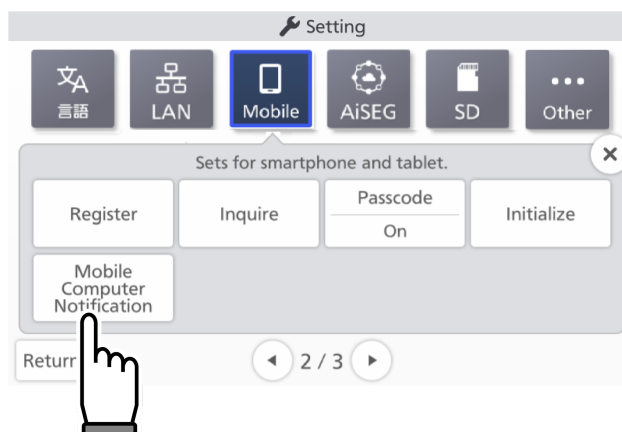 Setting
文A
言語
LAN
Mobile
AiSEG
SD
Other
Sets for smartphone and tablet.
Register
Inquire
Passcode
On
Initialize
Mobile
Computer
Notification
Return
2 / 3